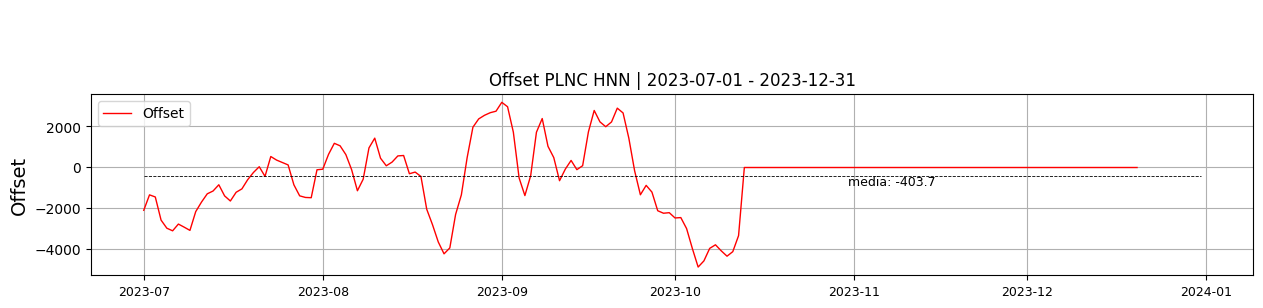 Offset PLNC HNN | 2023-07-01 - 2023-12-31
Offset
Offset
2000
0
−2000
−4000
media: -403.7
2023-07 2023-08 2023-09 2023-10 2023-11 2023-12 2024-01